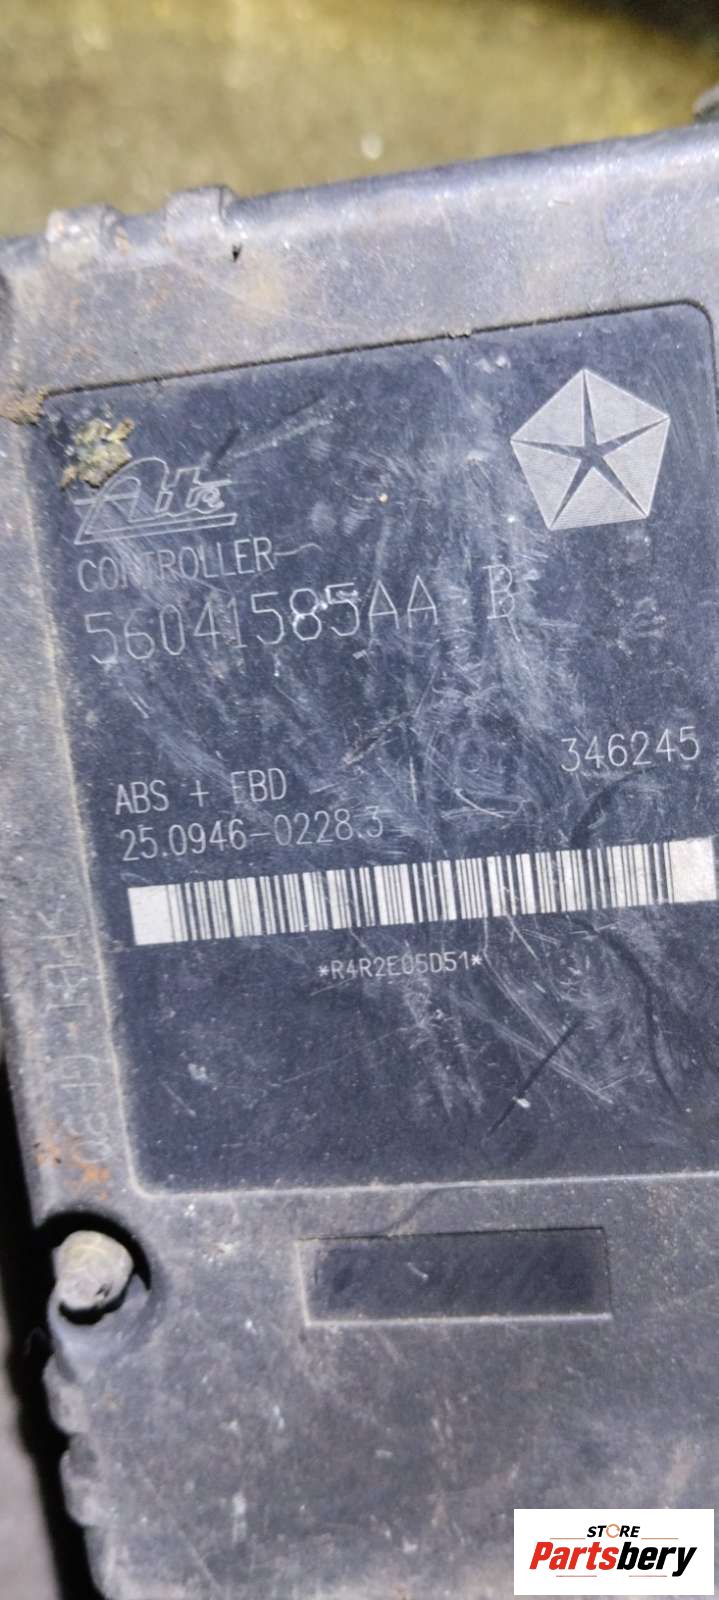 Ate
CONTROLLER
56041585AA B
346245
ABS + EBD
25.0946-0228.3
*R4R2E05D51*
STORE
Partsbery